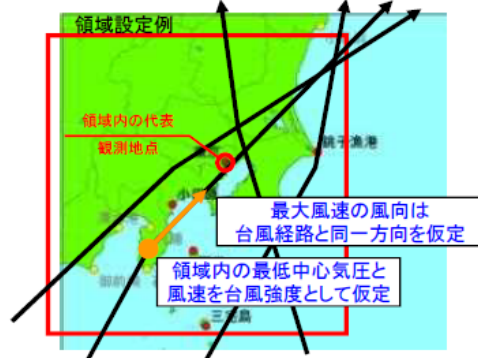 領域設定例
領域内の代表
観測地点
銚子漁港
最大風速の風向は
台風経路と同一方向を仮定
領域内の最低中心気圧と
風速を台風強度として仮定
三宅島